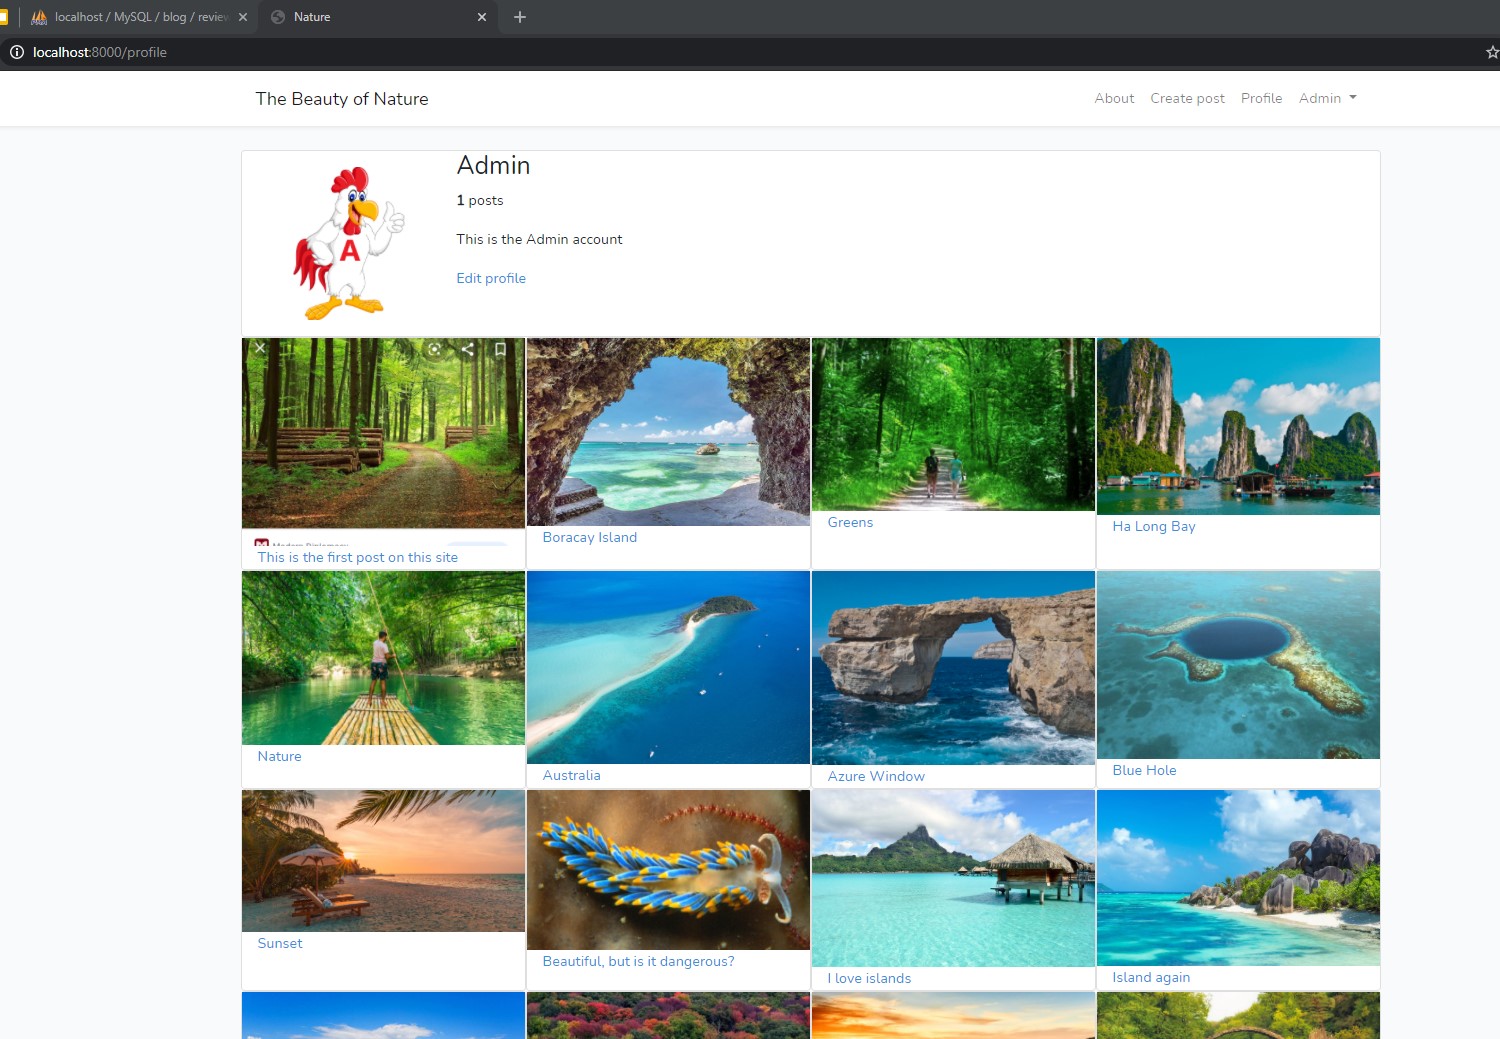 localhost / MySQL / blog / review
Nature
localhost:8000/profile
The Beauty of Nature
About
Create post
Profile
Admin
Admin
1 posts
This is the Admin account
Edit profile
A
This is the first post on this site
Boracay Island
Greens
Ha Long Bay
Nature
Australia
Azure Window
Blue Hole
Sunset
Beautiful, but is it dangerous?
I love islands
Island again